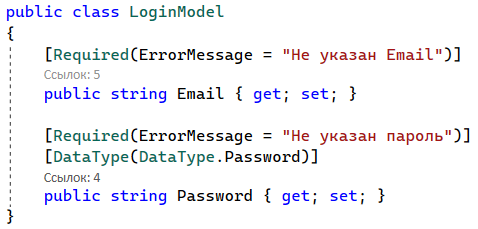 public class LoginModel
{
[Required(ErrorMessage = "Не указан Email")]
Ссылок: 5
public string Email { get; set; }
[Required(ErrorMessage = "Не указан пароль")]
[DataType(DataType.Password)]
Ссылок: 4
public string Password { get; set; }
}